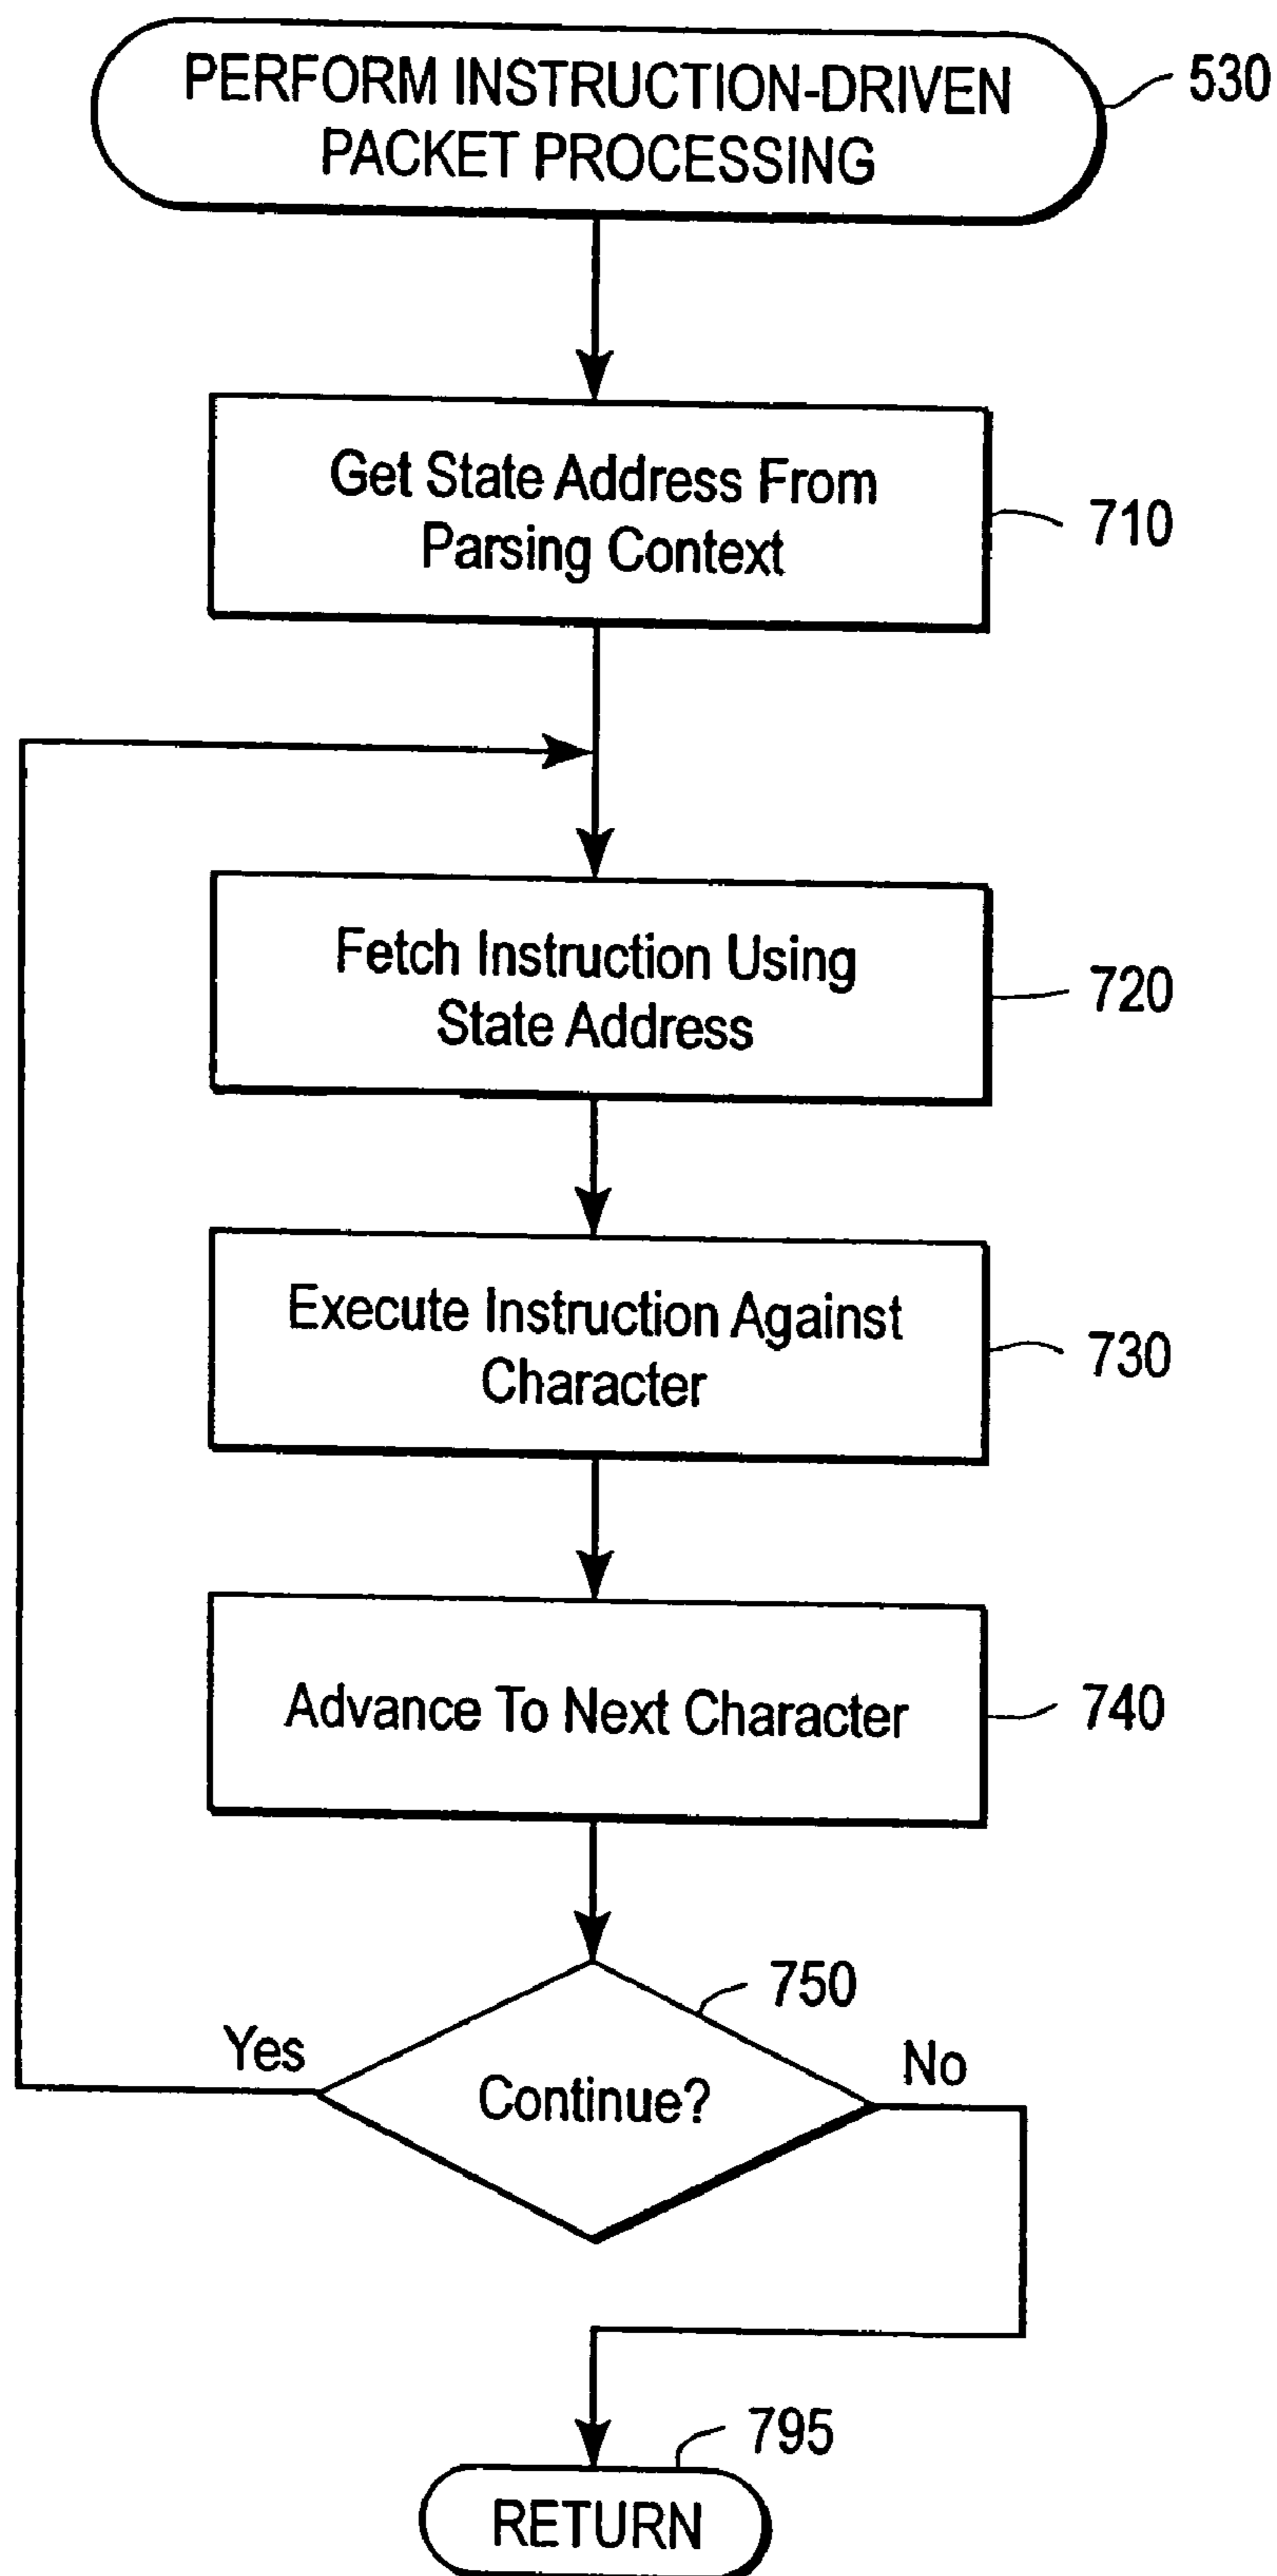 PERFORM INSTRUCTION-DRIVEN
PACKET PROCESSING
530
Get State Address From
Parsing Context
710
Fetch Instruction Using
State Address
720
Execute Instruction Against
Character
730
Advance To Next Character
740
750
Yes
Continue?
No
795
RETURN